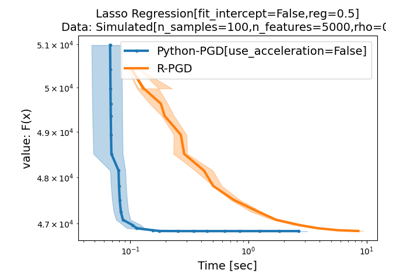 Lasso Regression[fit_intercept=False,reg=0.5]
Data: Simulated[n_samples=100,n_features=5000,rho=0
Python-PGD[use_acceleration=False]
R-PGD
value: F(x)
5.1 × 10⁴
5 × 10⁴
4.9 × 10⁴
4.8 × 10⁴
4.7 × 10⁴
10⁻¹ 10⁰ 10¹
Time [sec]